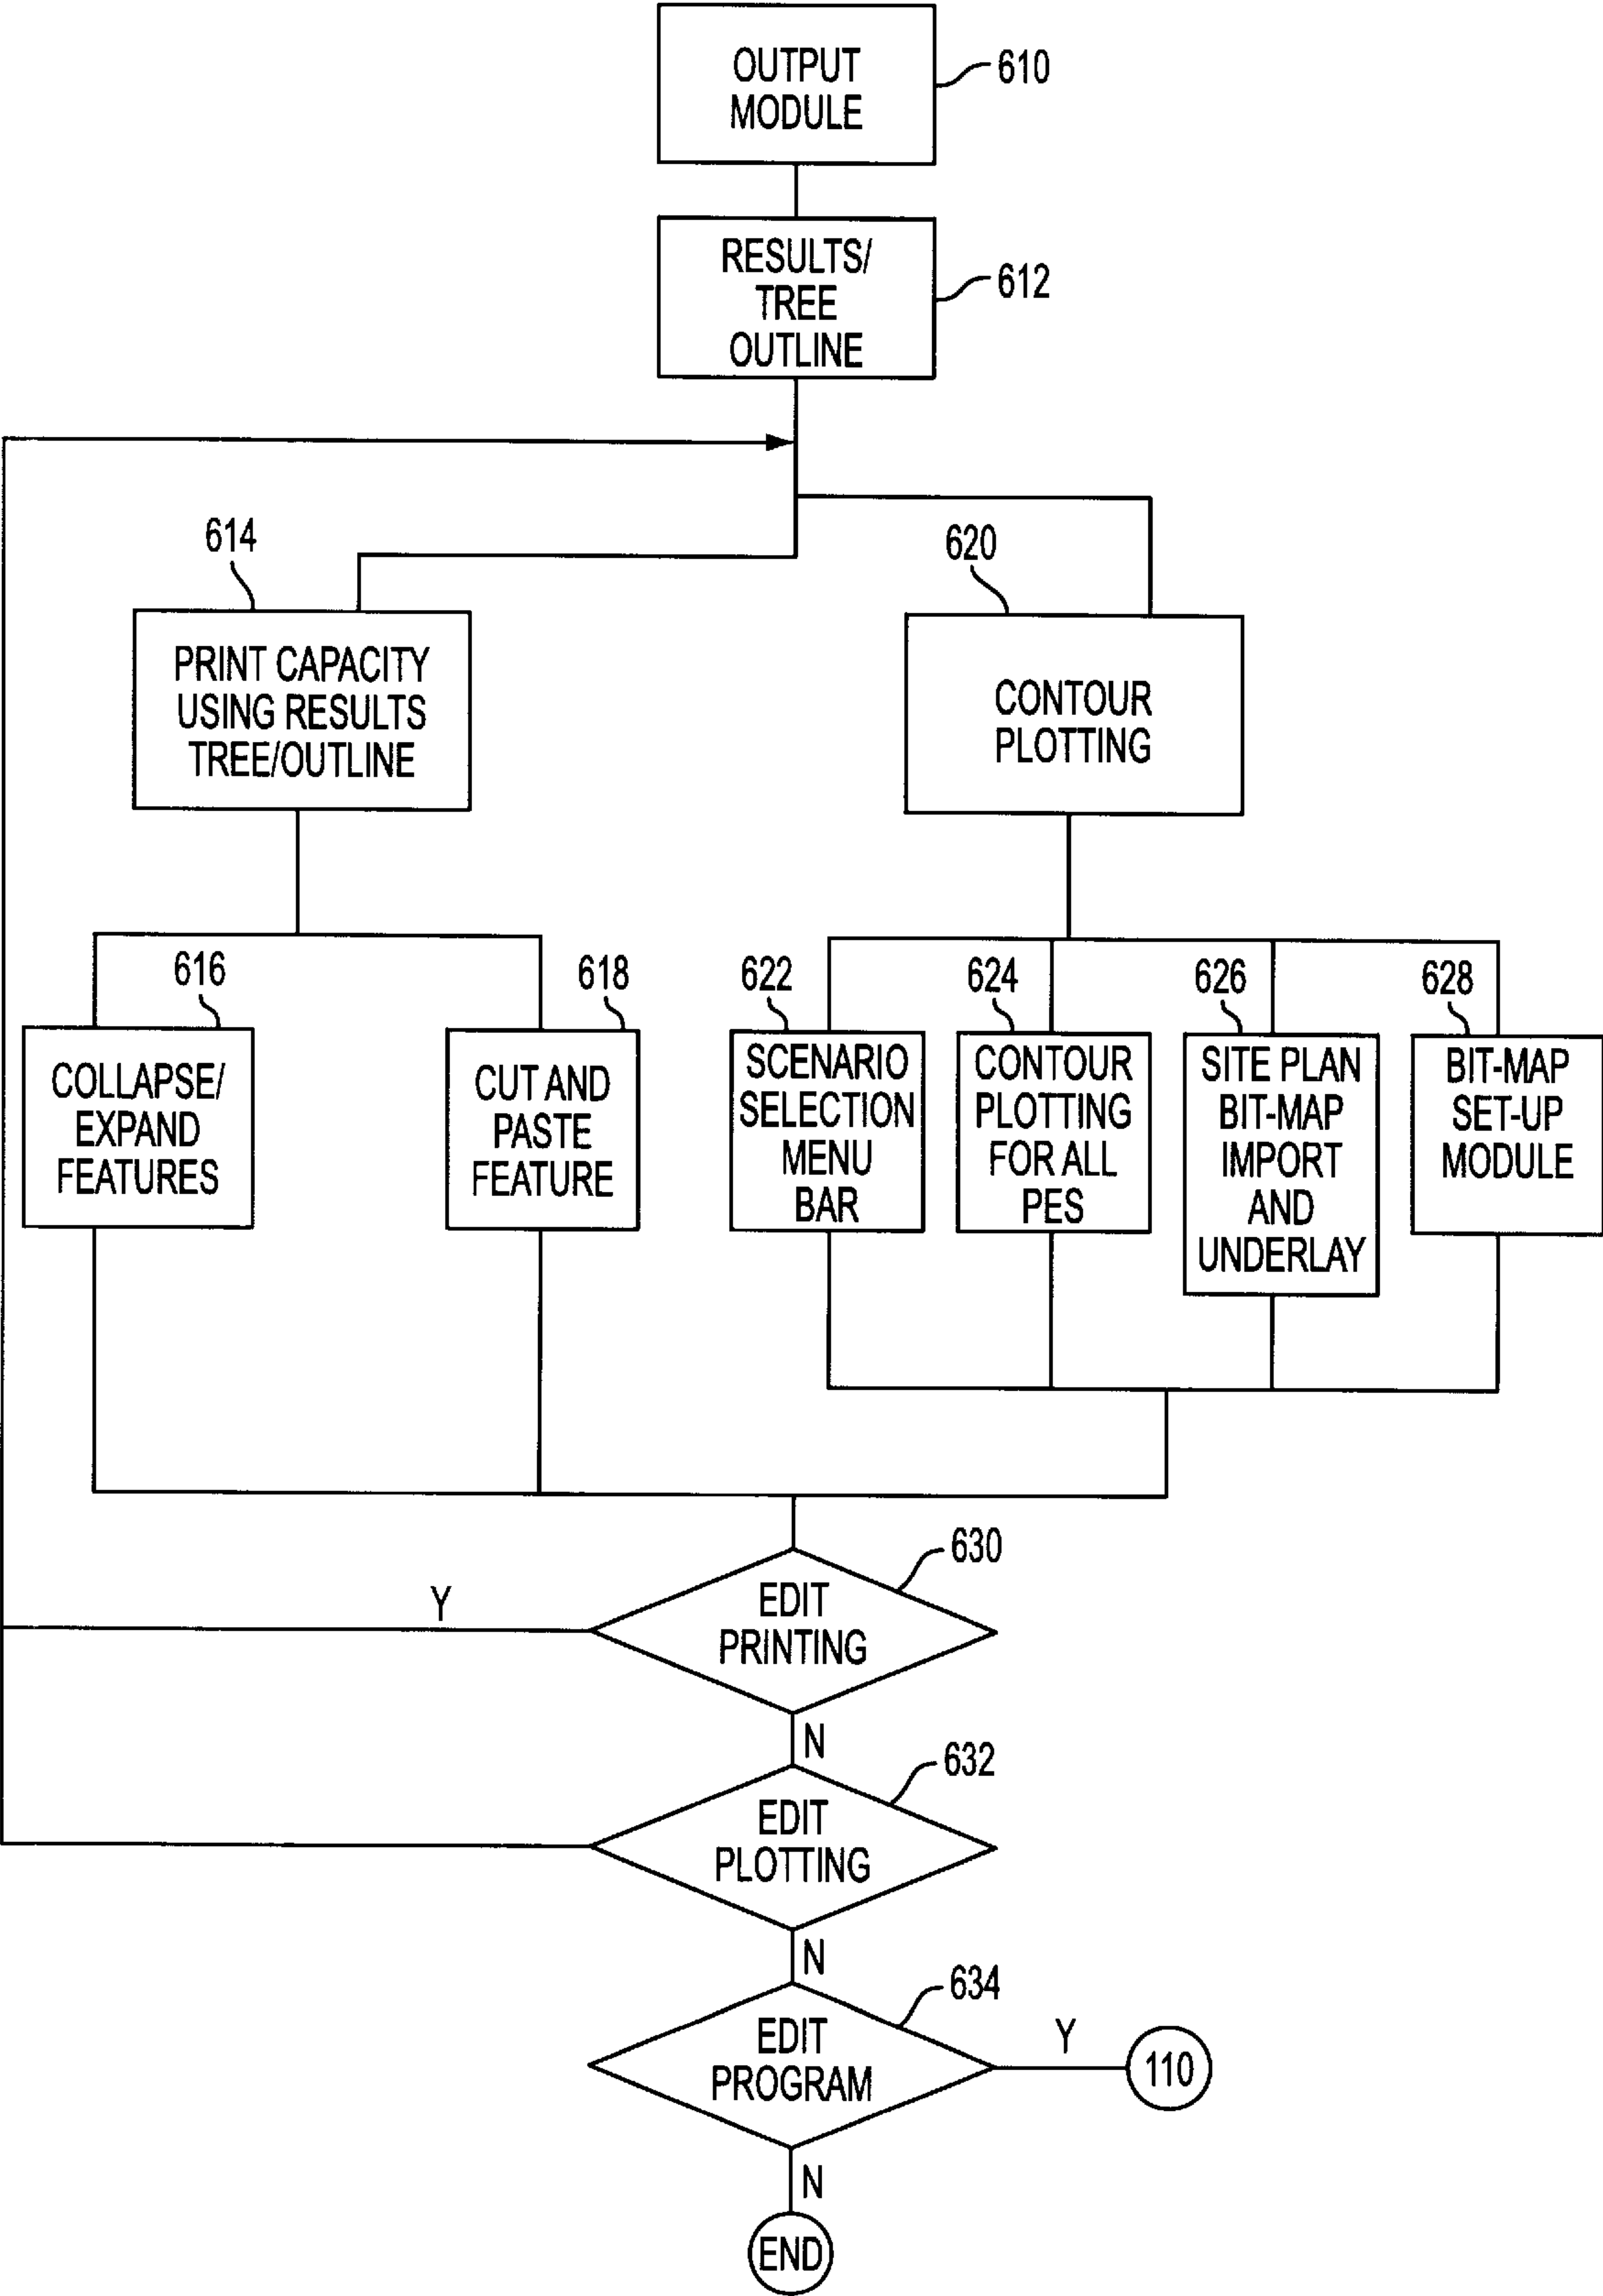 OUTPUT
MODULE
610
RESULTS/
TREE
OUTLINE
612
614
PRINT CAPACITY
USING RESULTS
TREE/OUTLINE
620
CONTOUR
PLOTTING
616
COLLAPSE/
EXPAND
FEATURES
618
CUT AND
PASTE
FEATURE
622
SCENARIO
SELECTION
MENU
BAR
624
CONTOUR
PLOTTING
FOR ALL
PES
626
SITE PLAN
BIT-MAP
IMPORT
AND
UNDERLAY
628
BIT-MAP
SET-UP
MODULE
630
EDIT
PRINTING
Y
N
632
EDIT
PLOTTING
N
634
EDIT
PROGRAM
Y
110
N
END